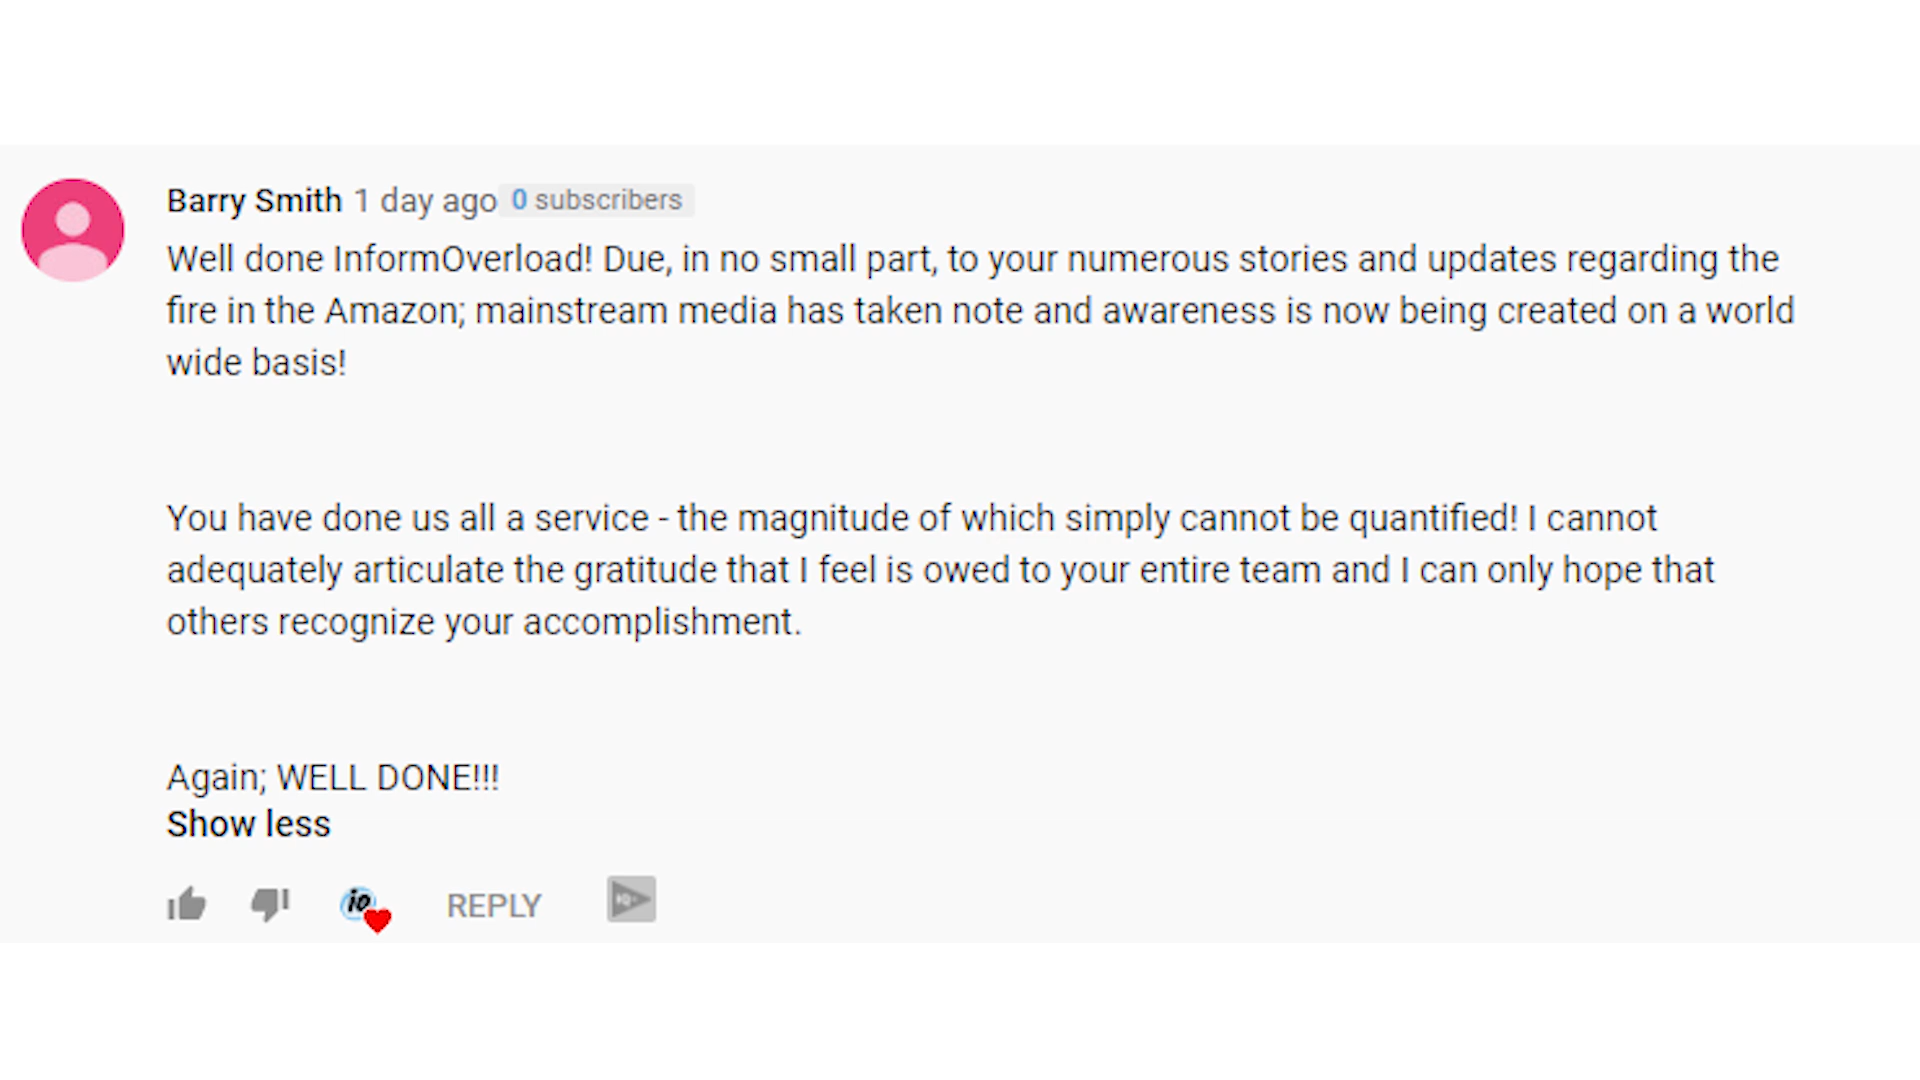 Barry Smith 1 day ago 0 subscribers
Well done InformOverload! Due, in no small part, to your numerous stories and updates regarding the
fire in the Amazon; mainstream media has taken note and awareness is now being created on a world
wide basis!
You have done us all a service - the magnitude of which simply cannot be quantified! I cannot
adequately articulate the gratitude that I feel is owed to your entire team and I can only hope that
others recognize your accomplishment.
Again; WELL DONE!!!
Show less
io REPLY